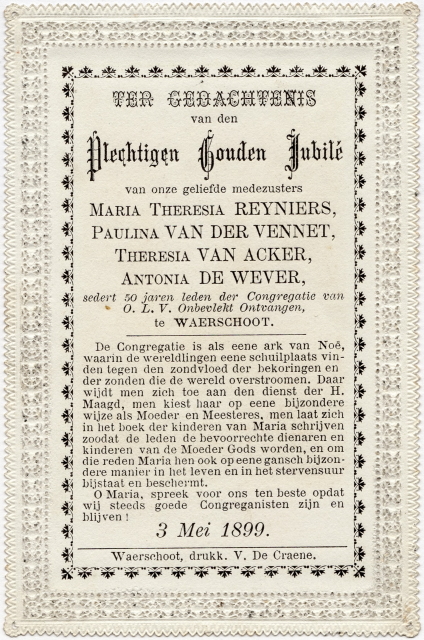 TER GEDACHTENIS
van den
Plechtigen Gouden Jubilé
van onze geliefde medezusters
MARIA THERESIA REYNIERS,
PAULINA VAN DER VENNET,
THERESIA VAN ACKER,
ANTONIA DE WEVER,
sedert 50 jaren leden der Congregatie van
O. L. V. Onbevlekt Ontvangen,
te WAERSCHOOT.
De Congregatie is als eene ark van Noë,
waarin de wereldlingen eene schuilplaats vin-
den tegen den zondvloed der bekoringen en
der zonden die de wereld overstroomen. Daar
wijdt men zich toe aan den dienst der H.
Maagd, men kiest haar op eene bijzondere
wijze als Moeder en Meesteres, men laat zich
in het boek der kinderen van Maria schrijven
zoodat de leden de bevoorrechte dienaren en
kinderen van de Moeder Gods worden, en om
die reden Maria hen ook op eene gansch bijzon-
dere manier in het leven en in het stervensuur
bijstaat en beschermt.
O Maria, spreek voor ons ten beste opdat
wij steeds goede Congreganisten zijn en
blijven !
3 Mei 1899.
Waerschoot, drukk. V. De Craene.